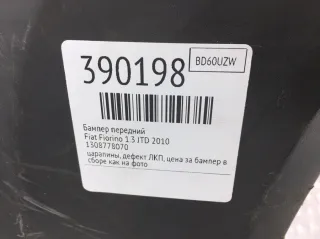 BD60UZW
390198
Бампер передний
Fiat Fiorino 1.3 JTD 2010
1308778070
царапины, дефект ЛКП, цена за бампер в
сборе как на фото